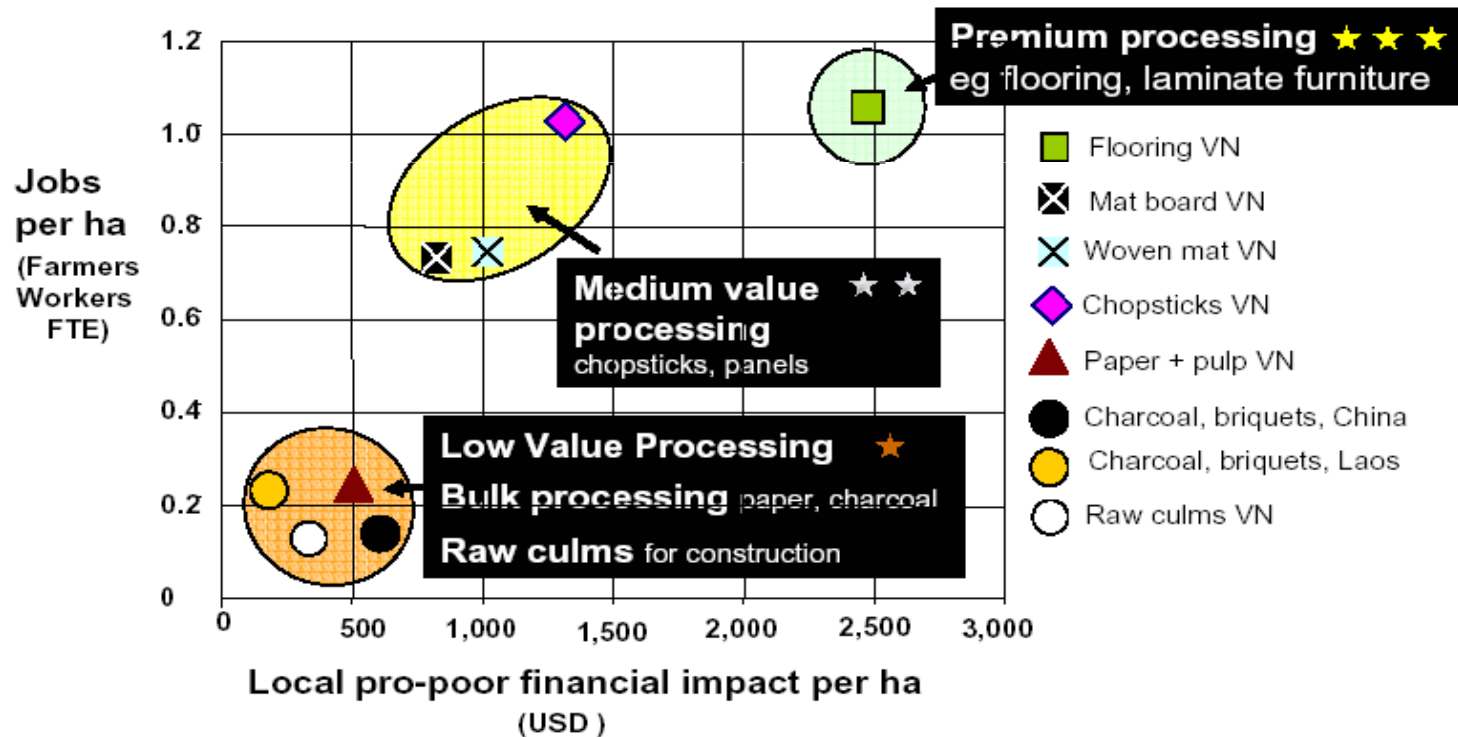 Premium processing
eg flooring, laminate furniture
1.2
1.0
0.8
0.6
0.4
0.2
0
Jobs
per ha
(Farmers
Workers
FTE)
Medium value
processing
chopsticks, panels
Low Value Processing
Bulk processing paper, charcoal
Raw culms for construction
Flooring VN
Mat board VN
Woven mat VN
Chopsticks VN
Paper + pulp VN
Charcoal, briquets, China
Charcoal, briquets, Laos
Raw culms VN
0 500 1,000 1,500 2,000 2,500 3,000
Local pro-poor financial impact per ha
(USD )